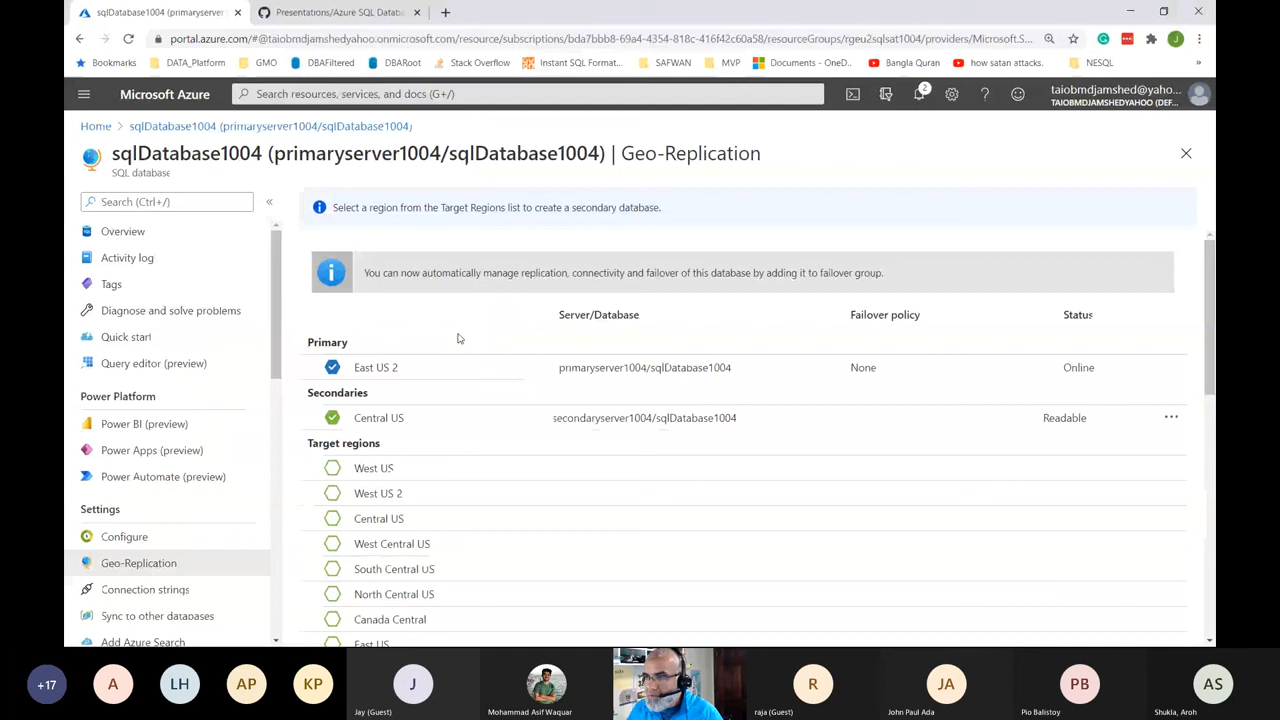 sqlDatabase1004 (primaryserver1004
Presentations/Azure SQL Databa
portal.azure.com/#@taiobmdjamshedyahoo.onmicrosoft.com/resource/subscriptions/bda7bbb8-69a4-4354-818c-416f42c60a58/resourceGroups/rgeu2sqlsat1004/providers/Microsoft.S...
J
Bookmarks
DATA_Platform
GMO
DBAFiltered
DBARoot
Stack Overflow
Instant SQL Format...
SAFWAN
MVP
Documents - OneD...
Bangla Quran
how satan attacks.
NESQL
»
Microsoft Azure
Search resources, services, and docs (G+/)
2
taiobmdjamshed@yaho...
TAIOBMDJAMSHEDYAHOO (DEF...
Home > sqlDatabase1004 (primaryserver1004/sqlDatabase1004)
sqlDatabase1004 (primaryserver1004/sqlDatabase1004) | Geo-Replication
SQL database
Search (Ctrl+/)
«
Overview
Activity log
Tags
Diagnose and solve problems
Quick start
Query editor (preview)
Power Platform
Power BI (preview)
Power Apps (preview)
Power Automate (preview)
Settings
Configure
Geo-Replication
Connection strings
Sync to other databases
Add Azure Search
Select a region from the Target Regions list to create a secondary database.
You can now automatically manage replication, connectivity and failover of this database by adding it to failover group.
Server/Database Failover policy Status
Primary
East US 2 primaryserver1004/sqlDatabase1004 None Online
Secondaries
Central US secondaryserver1004/sqlDatabase1004 Readable ...
Target regions
West US
West US 2
Central US
West Central US
South Central US
North Central US
Canada Central
East US
+17
A
LH
AP
KP
J
R
JA
PB
AS
Jay (Guest)
Mohammad Asif Waquar
raja (Guest)
John Paul Ada
Pio Balistoy
Shukla, Aroh